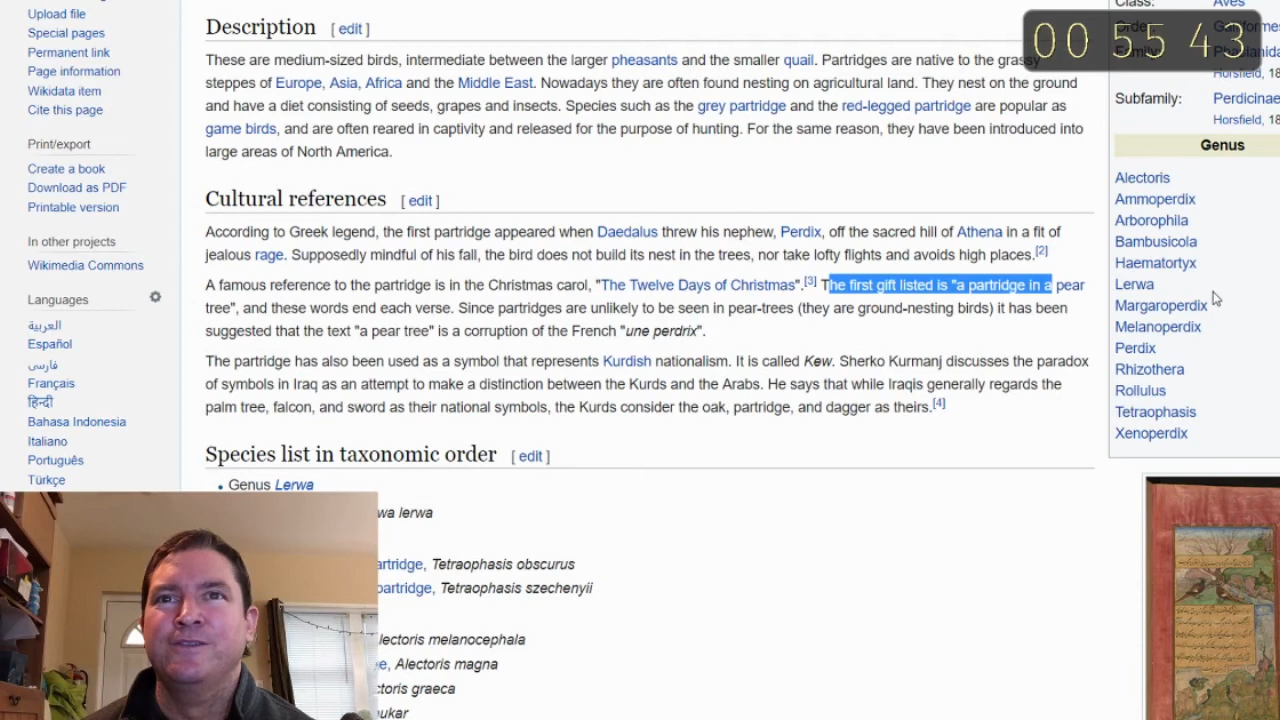 Upload file
Special pages
Permanent link
Page information
Wikidata item
Cite this page
Print/export
Create a book
Download as PDF
Printable version
In other projects
Wikimedia Commons
Languages
العربية
Español
فارسی
Français
हिन्दी
Bahasa Indonesia
Italiano
Português
Türkçe
Description [ edit ]
These are medium-sized birds, intermediate between the larger pheasants and the smaller quail. Partridges are native to the grassy
steppes of Europe, Asia, Africa and the Middle East. Nowadays they are often found nesting on agricultural land. They nest on the ground
and have a diet consisting of seeds, grapes and insects. Species such as the grey partridge and the red-legged partridge are popular as
game birds, and are often reared in captivity and released for the purpose of hunting. For the same reason, they have been introduced into
large areas of North America.
Cultural references [ edit ]
According to Greek legend, the first partridge appeared when Daedalus threw his nephew, Perdix, off the sacred hill of Athena in a fit of
jealous rage. Supposedly mindful of his fall, the bird does not build its nest in the trees, nor take lofty flights and avoids high places.[2]
A famous reference to the partridge is in the Christmas carol, "The Twelve Days of Christmas".[3] The first gift listed is "a partridge in a pear
tree", and these words end each verse. Since partridges are unlikely to be seen in pear-trees (they are ground-nesting birds) it has been
suggested that the text "a pear tree" is a corruption of the French "une perdrix".
The partridge has also been used as a symbol that represents Kurdish nationalism. It is called Kew. Sherko Kurmanj discusses the paradox
of symbols in Iraq as an attempt to make a distinction between the Kurds and the Arabs. He says that while Iraqis generally regards the
palm tree, falcon, and sword as their national symbols, the Kurds consider the oak, partridge, and dagger as theirs.[4]
Species list in taxonomic order [ edit ]
• Genus Lerwa
wa lerwa
artridge, Tetraophasis obscurus
partridge, Tetraophasis szechenyii
lectoris melanocephala
e, Alectoris magna
ctoris graeca
ukar
00 55 43
Class: Aves
Order:
Family:
Horsfield, 18
Subfamily: Perdicinae
Horsfield, 18
Genus
Alectoris
Ammoperdix
Arborophila
Bambusicola
Haematortyx
Lerwa
Margaroperdix
Melanoperdix
Perdix
Rhizothera
Rollulus
Tetraophasis
Xenoperdix